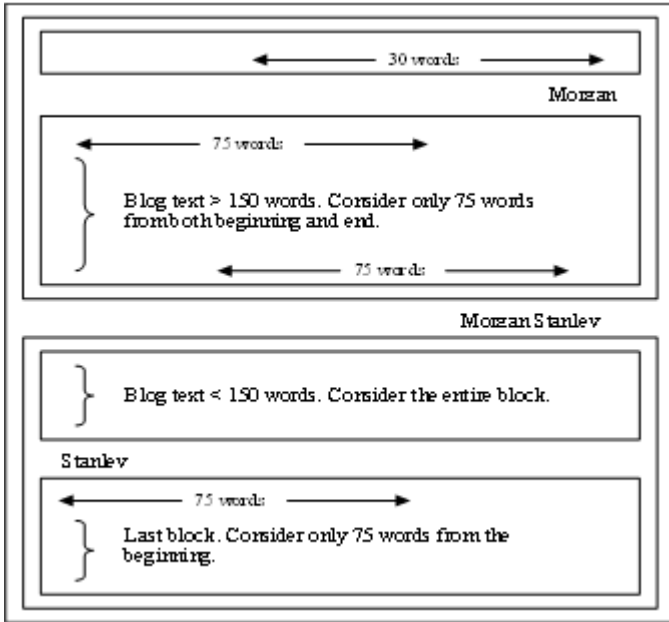 30 words
Morgan
75 words
Blog text > 150 words. Consider only 75 words
from both beginning and end.
75 words
Morgan Stanley
Blog text < 150 words. Consider the entire block.
Stanley
75 words
Last block. Consider only 75 words from the
beginning.